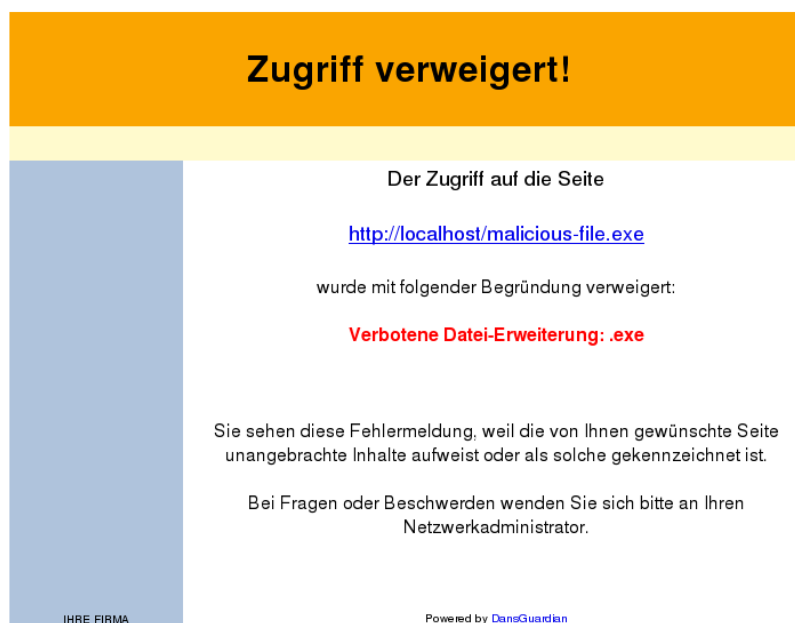 Zugriff verweigert!
Der Zugriff auf die Seite
http://localhost/malicious-file.exe
wurde mit folgender Begründung verweigert:
Verbotene Datei-Erweiterung: .exe
Sie sehen diese Fehlermeldung, weil die von Ihnen gewünschte Seite
unangebrachte Inhalte aufweist oder als solche gekennzeichnet ist.
Bei Fragen oder Beschwerden wenden Sie sich bitte an Ihren
Netzwerkadministrator.
IHRE FIRMA
Powered by DansGuardian